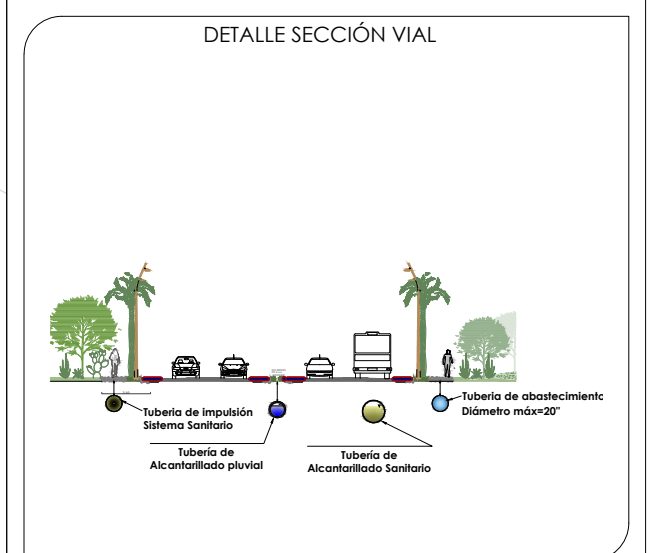 DETALLE SECCIÓN VIAL
Tuberia de impulsión
Sistema Sanitario
Tubería de
Alcantarillado pluvial
Tubería de
Alcantarillado Sanitario
Tuberia de abastecimiento
Diámetro máx=20"